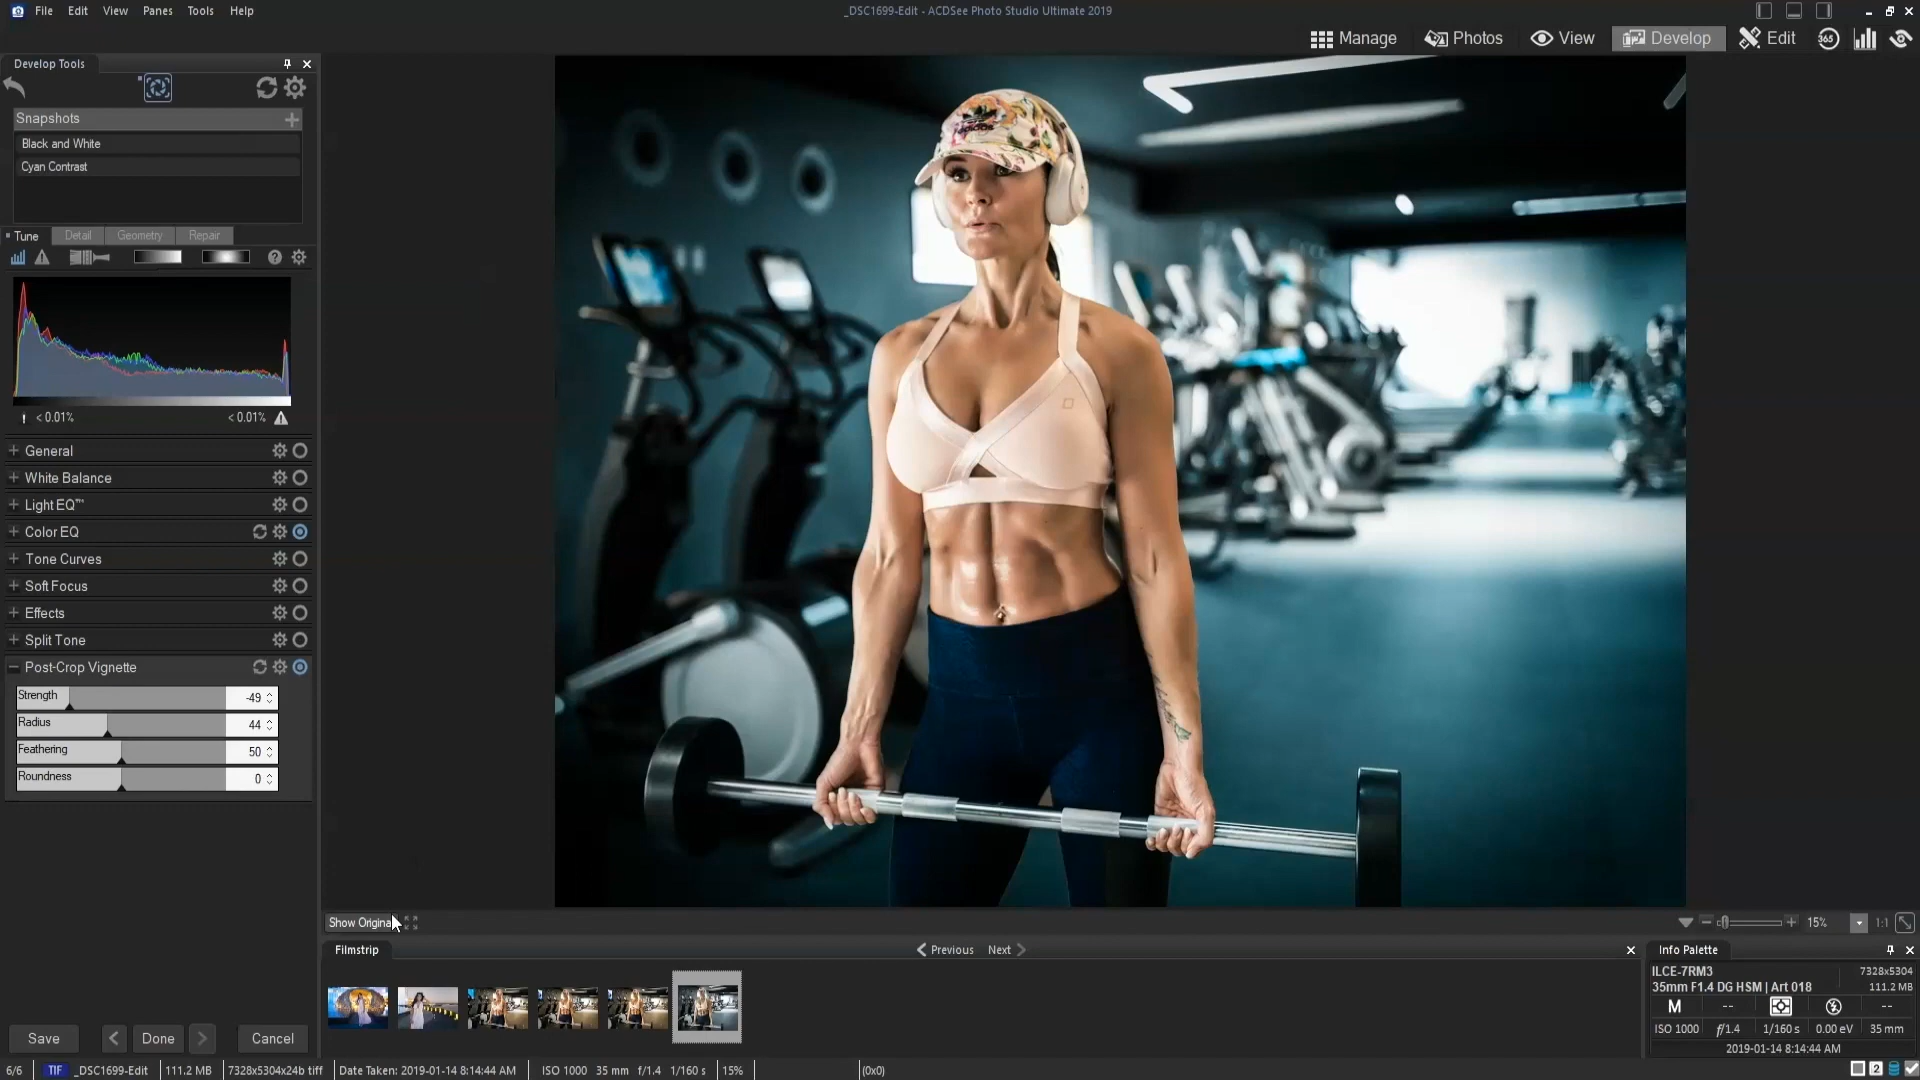 File Edit View Panes Tools Help
_DSC1699-Edit - ACDSee Photo Studio Ultimate 2019
Manage Photos View Develop Edit 365
Develop Tools
Snapshots
Black and White
Cyan Contrast
Tune Detail Geometry Repair
< 0.01% < 0.01%
General
White Balance
Light EQ™
Color EQ
Tone Curves
Soft Focus
Effects
Split Tone
Post-Crop Vignette
Strength -49
Radius 44
Feathering 50
Roundness 0
Show Origina
15% 1:1
Filmstrip
Previous Next
Info Palette
ILCE-7RM3 7328x5304
35mm F1.4 DG HSM | Art 018 111.2 MB
M -- --
ISO 1000 f/1.4 1/160 s 0.00 eV 35 mm
2019-01-14 8:14:44 AM
Save Done Cancel
6/6 TIF _DSC1699-Edit 111.2 MB 7328x5304x24b tiff Date Taken: 2019-01-14 8:14:44 AM ISO 1000 35 mm f/1.4 1/160 s 15% (0x0) 2